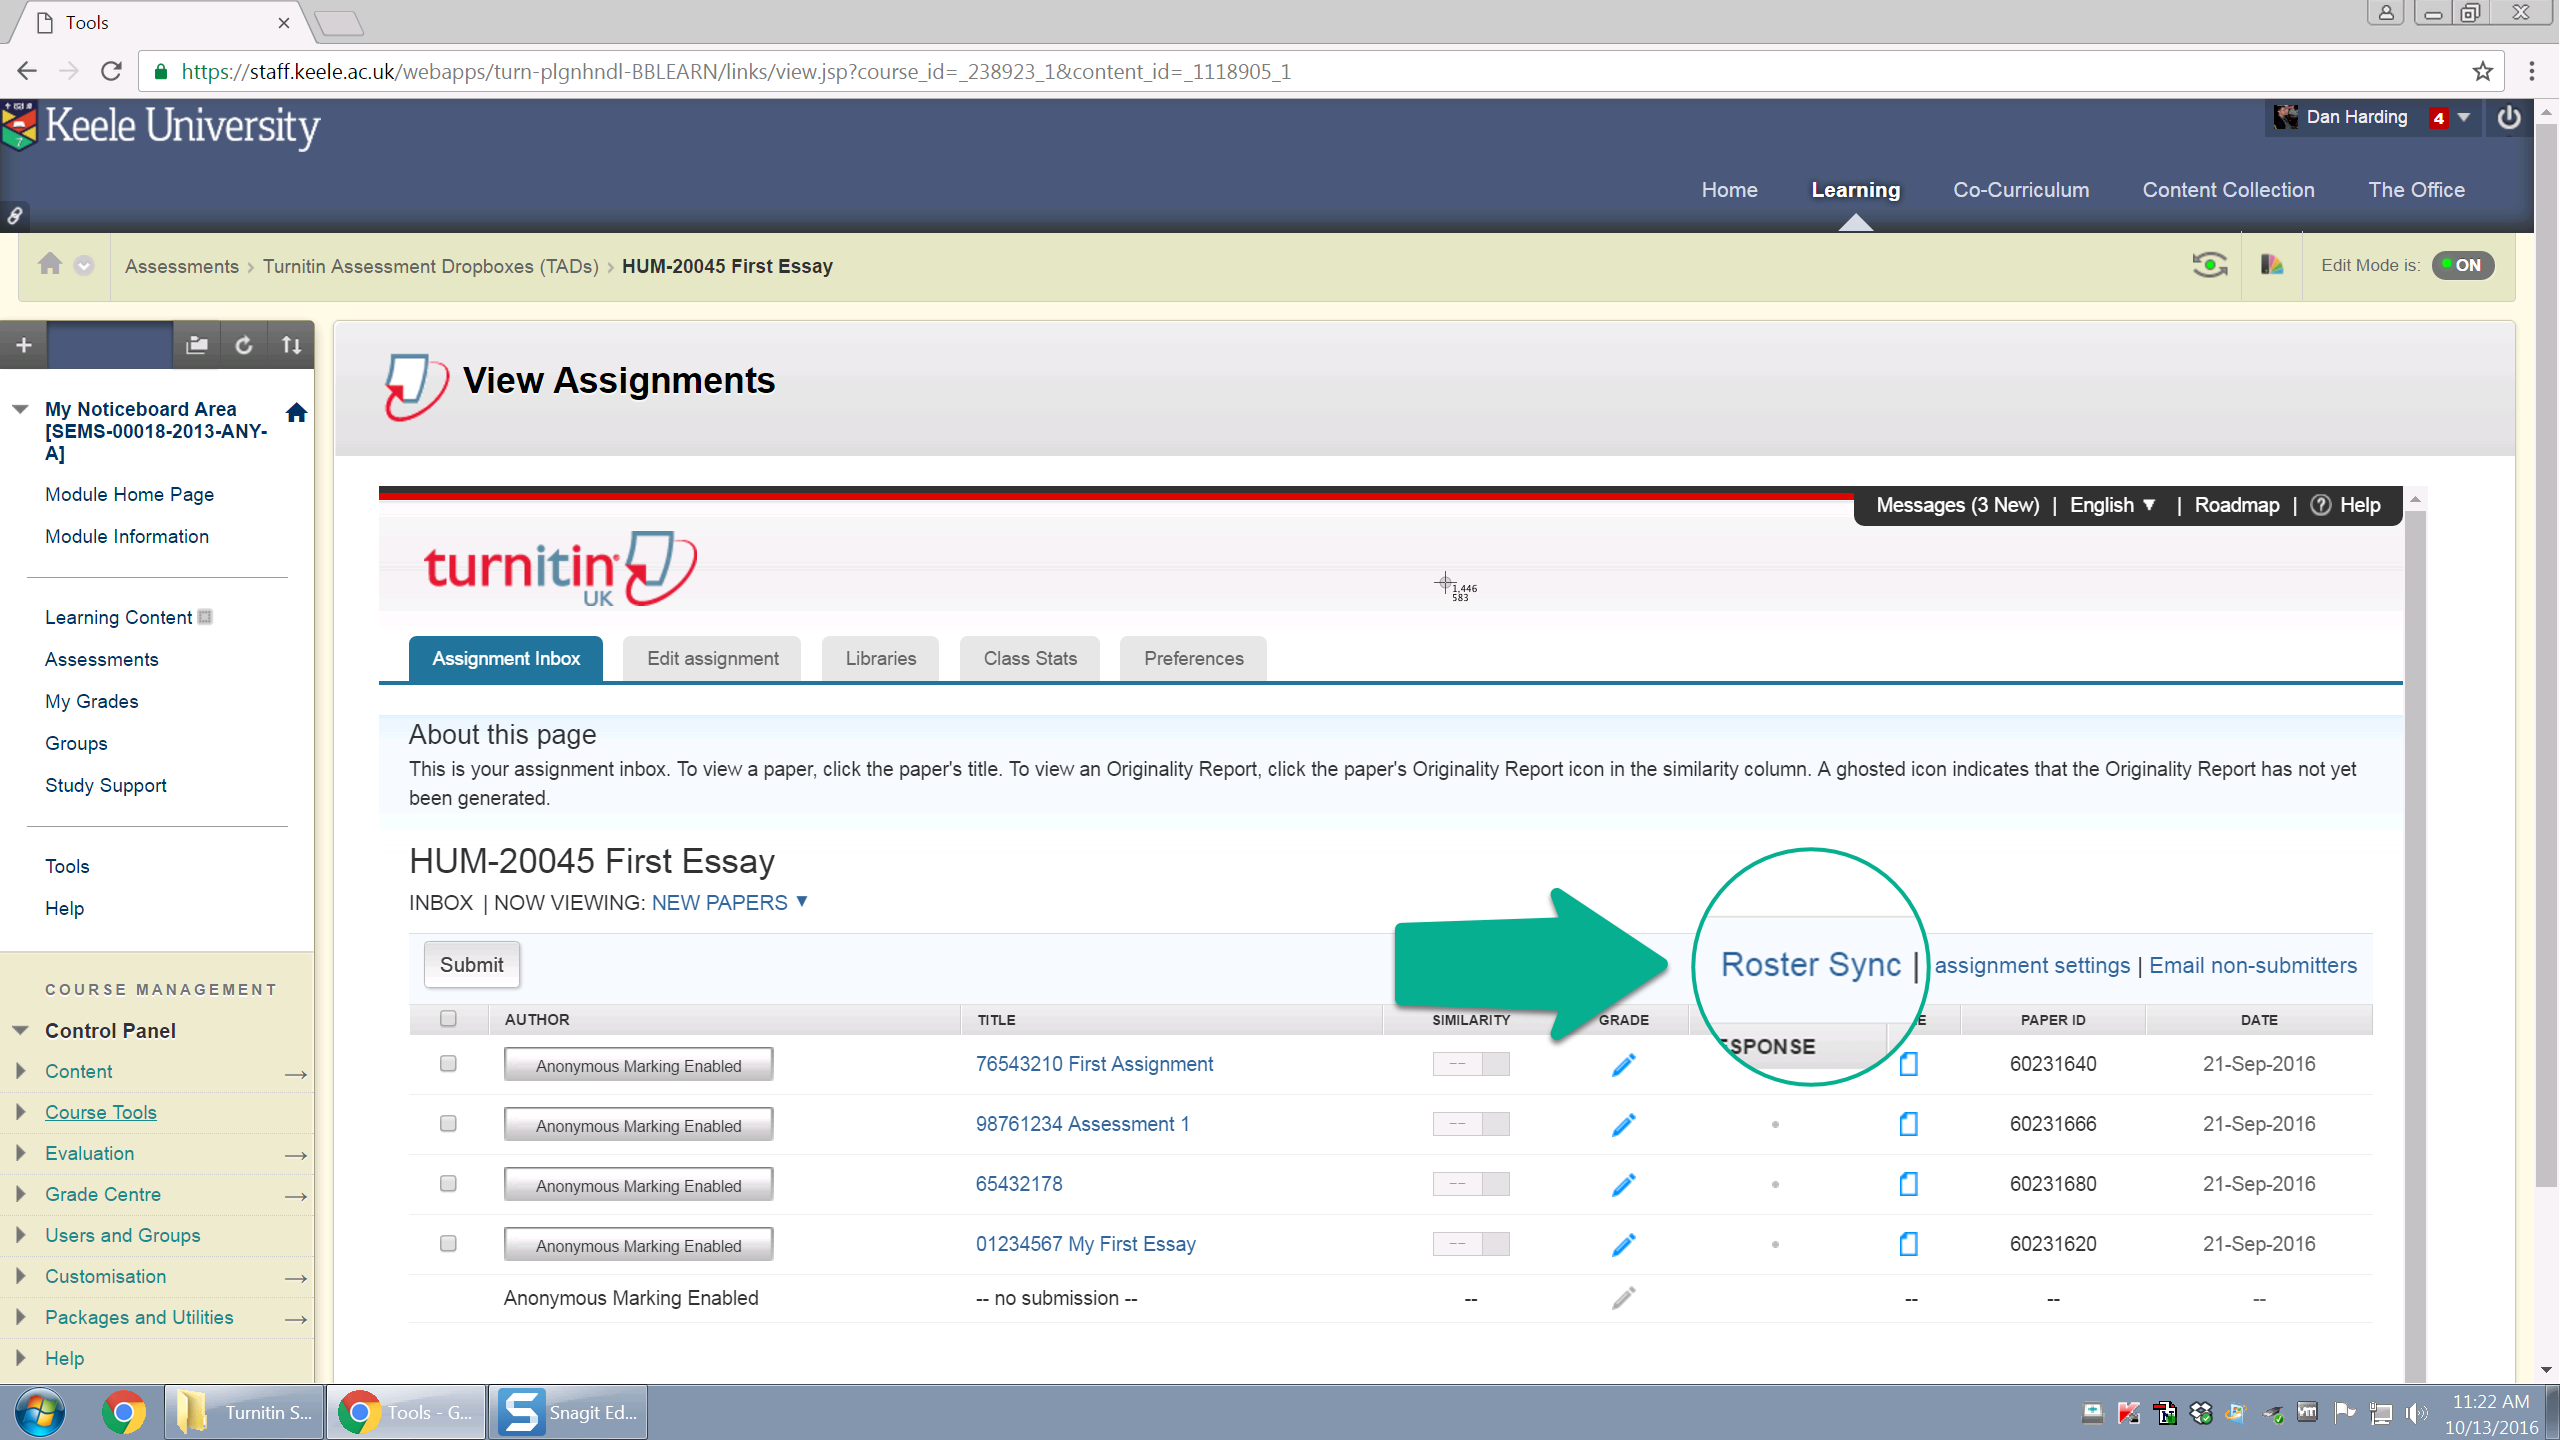 Tools
https://staff.keele.ac.uk/webapps/turn-plgnhndl-BBLEARN/links/view.jsp?course_id=_238923_1&content_id=_1118905_1
Keele University
Dan Harding 4
Home Learning Co-Curriculum Content Collection The Office
Assessments Turnitin Assessment Dropboxes (TADs) HUM-20045 First Essay
Edit Mode is: ON
My Noticeboard Area
[SEMS-00018-2013-ANY-
A]
Module Home Page
Module Information
Learning Content
Assessments
My Grades
Groups
Study Support
Tools
Help
COURSE MANAGEMENT
Control Panel
Content
Course Tools
Evaluation
Grade Centre
Users and Groups
Customisation
Packages and Utilities
Help
View Assignments
Messages (3 New) | English ▼ | Roadmap | ? Help
turnitin
UK
1,446
583
Assignment Inbox Edit assignment Libraries Class Stats Preferences
About this page
This is your assignment inbox. To view a paper, click the paper's title. To view an Originality Report, click the paper's Originality Report icon in the similarity column. A ghosted icon indicates that the Originality Report has not yet
been generated.
HUM-20045 First Essay
INBOX | NOW VIEWING: NEW PAPERS ▼
Submit
Roster Sync | assignment settings | Email non-submitters
AUTHOR TITLE SIMILARITY GRADE SPONSE E PAPER ID DATE
Anonymous Marking Enabled 76543210 First Assignment -- 60231640 21-Sep-2016
Anonymous Marking Enabled 98761234 Assessment 1 -- 60231666 21-Sep-2016
Anonymous Marking Enabled 65432178 -- 60231680 21-Sep-2016
Anonymous Marking Enabled 01234567 My First Essay -- 60231620 21-Sep-2016
Anonymous Marking Enabled -- no submission -- -- -- -- --
Turnitin S... Tools - G... Snagit Ed...
11:22 AM
10/13/2016